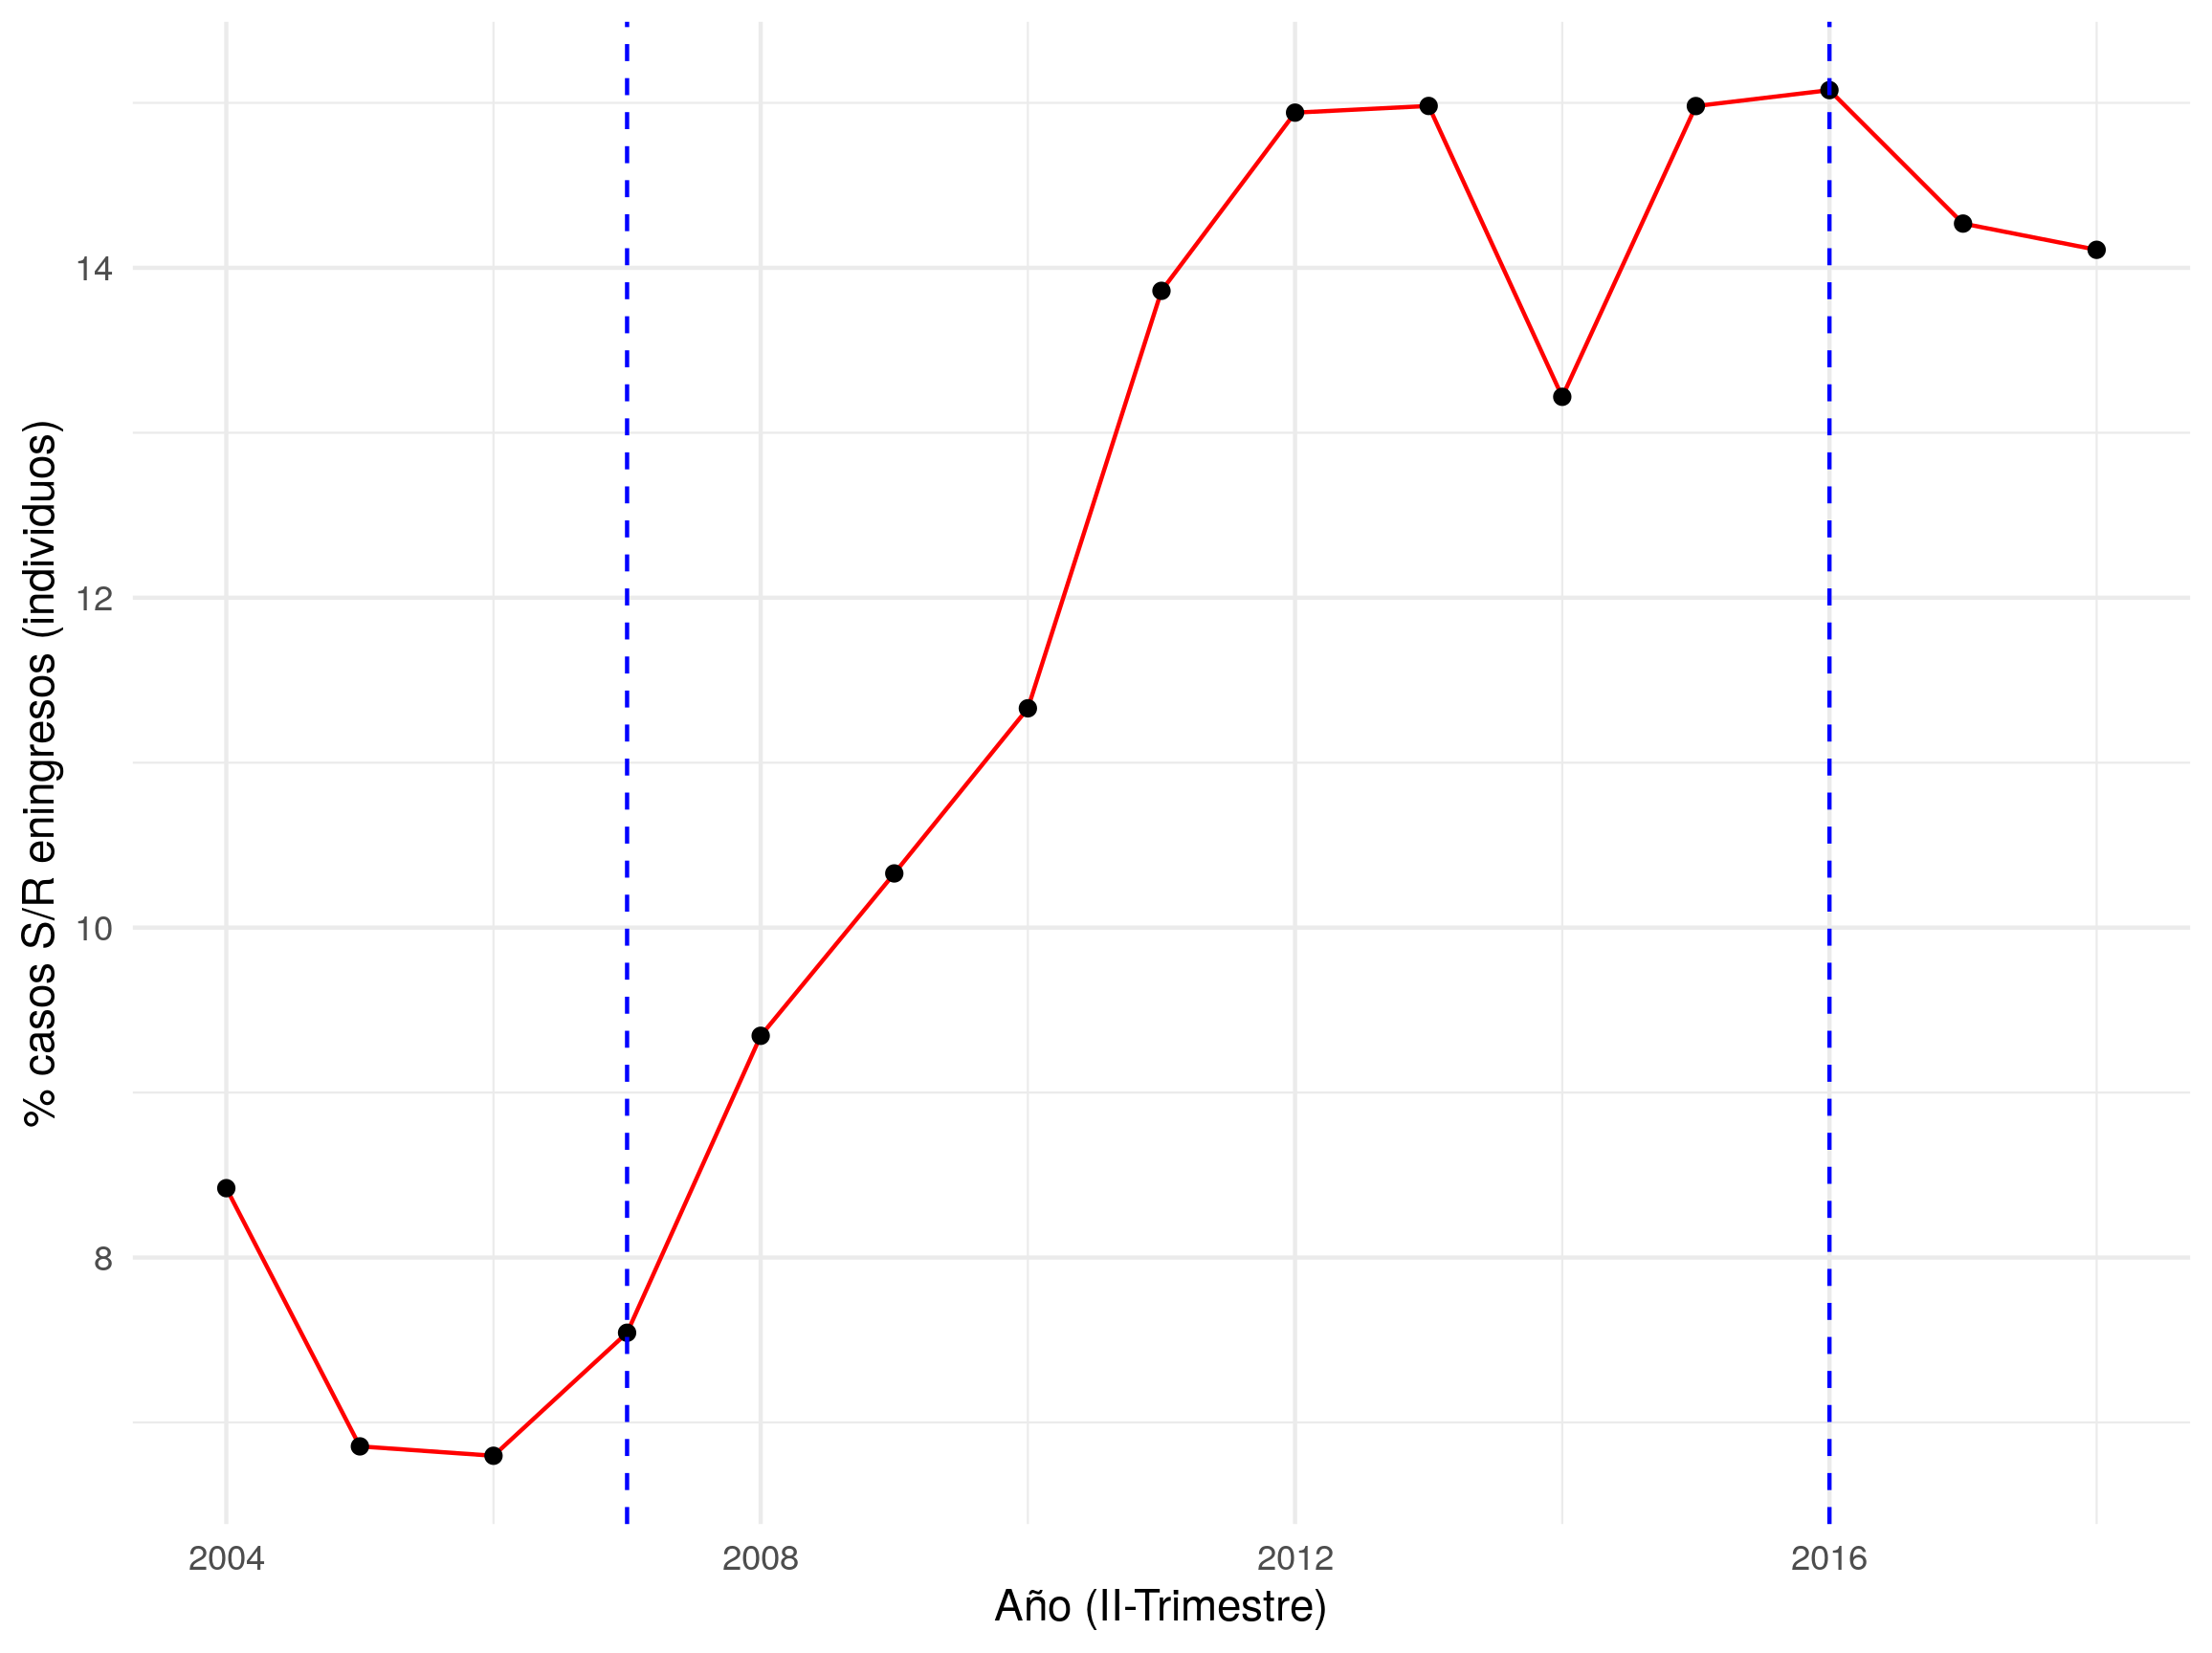 % casos S/R eningresos (individuos)
14
12
10
8
2004 2008 2012 2016
Año (II-Trimestre)